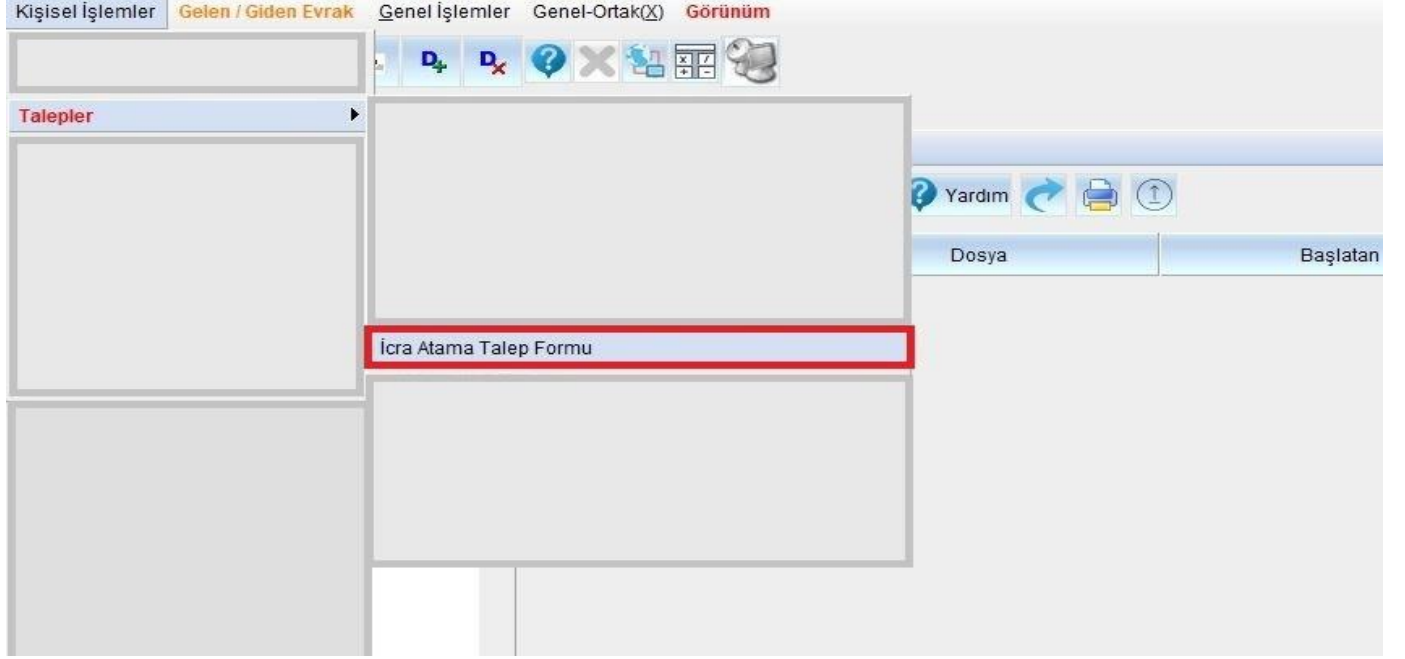 Kişisel İşlemler Gelen / Giden Evrak Genel İşlemler Genel-Ortak(X) Görünüm
Talepler
Yardım
Dosya Başlatan
İcra Atama Talep Formu